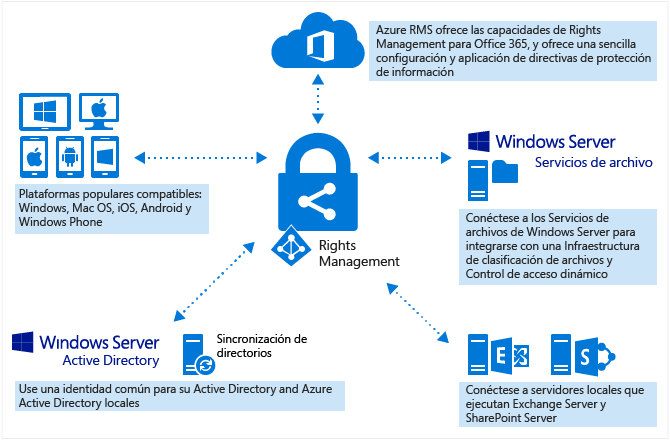 Azure RMS ofrece las capacidades de Rights
Management para Office 365, y ofrece una sencilla
configuración y aplicación de directivas de protección
de información
Windows Server
Servicios de archivo
Plataformas populares compatibles:
Windows, Mac OS, iOS, Android y
Windows Phone
Conéctese a los Servicios de
archivos de Windows Server para
integrarse con una Infraestructura
de clasificación de archivos y
Control de acceso dinámico
Rights
Management
Windows Server
Active Directory
Sincronización de
directorios
Use una identidad común para su Active Directory and Azure
Active Directory locales
E
S
Conéctese a servidores locales que
ejecutan Exchange Server y
SharePoint Server